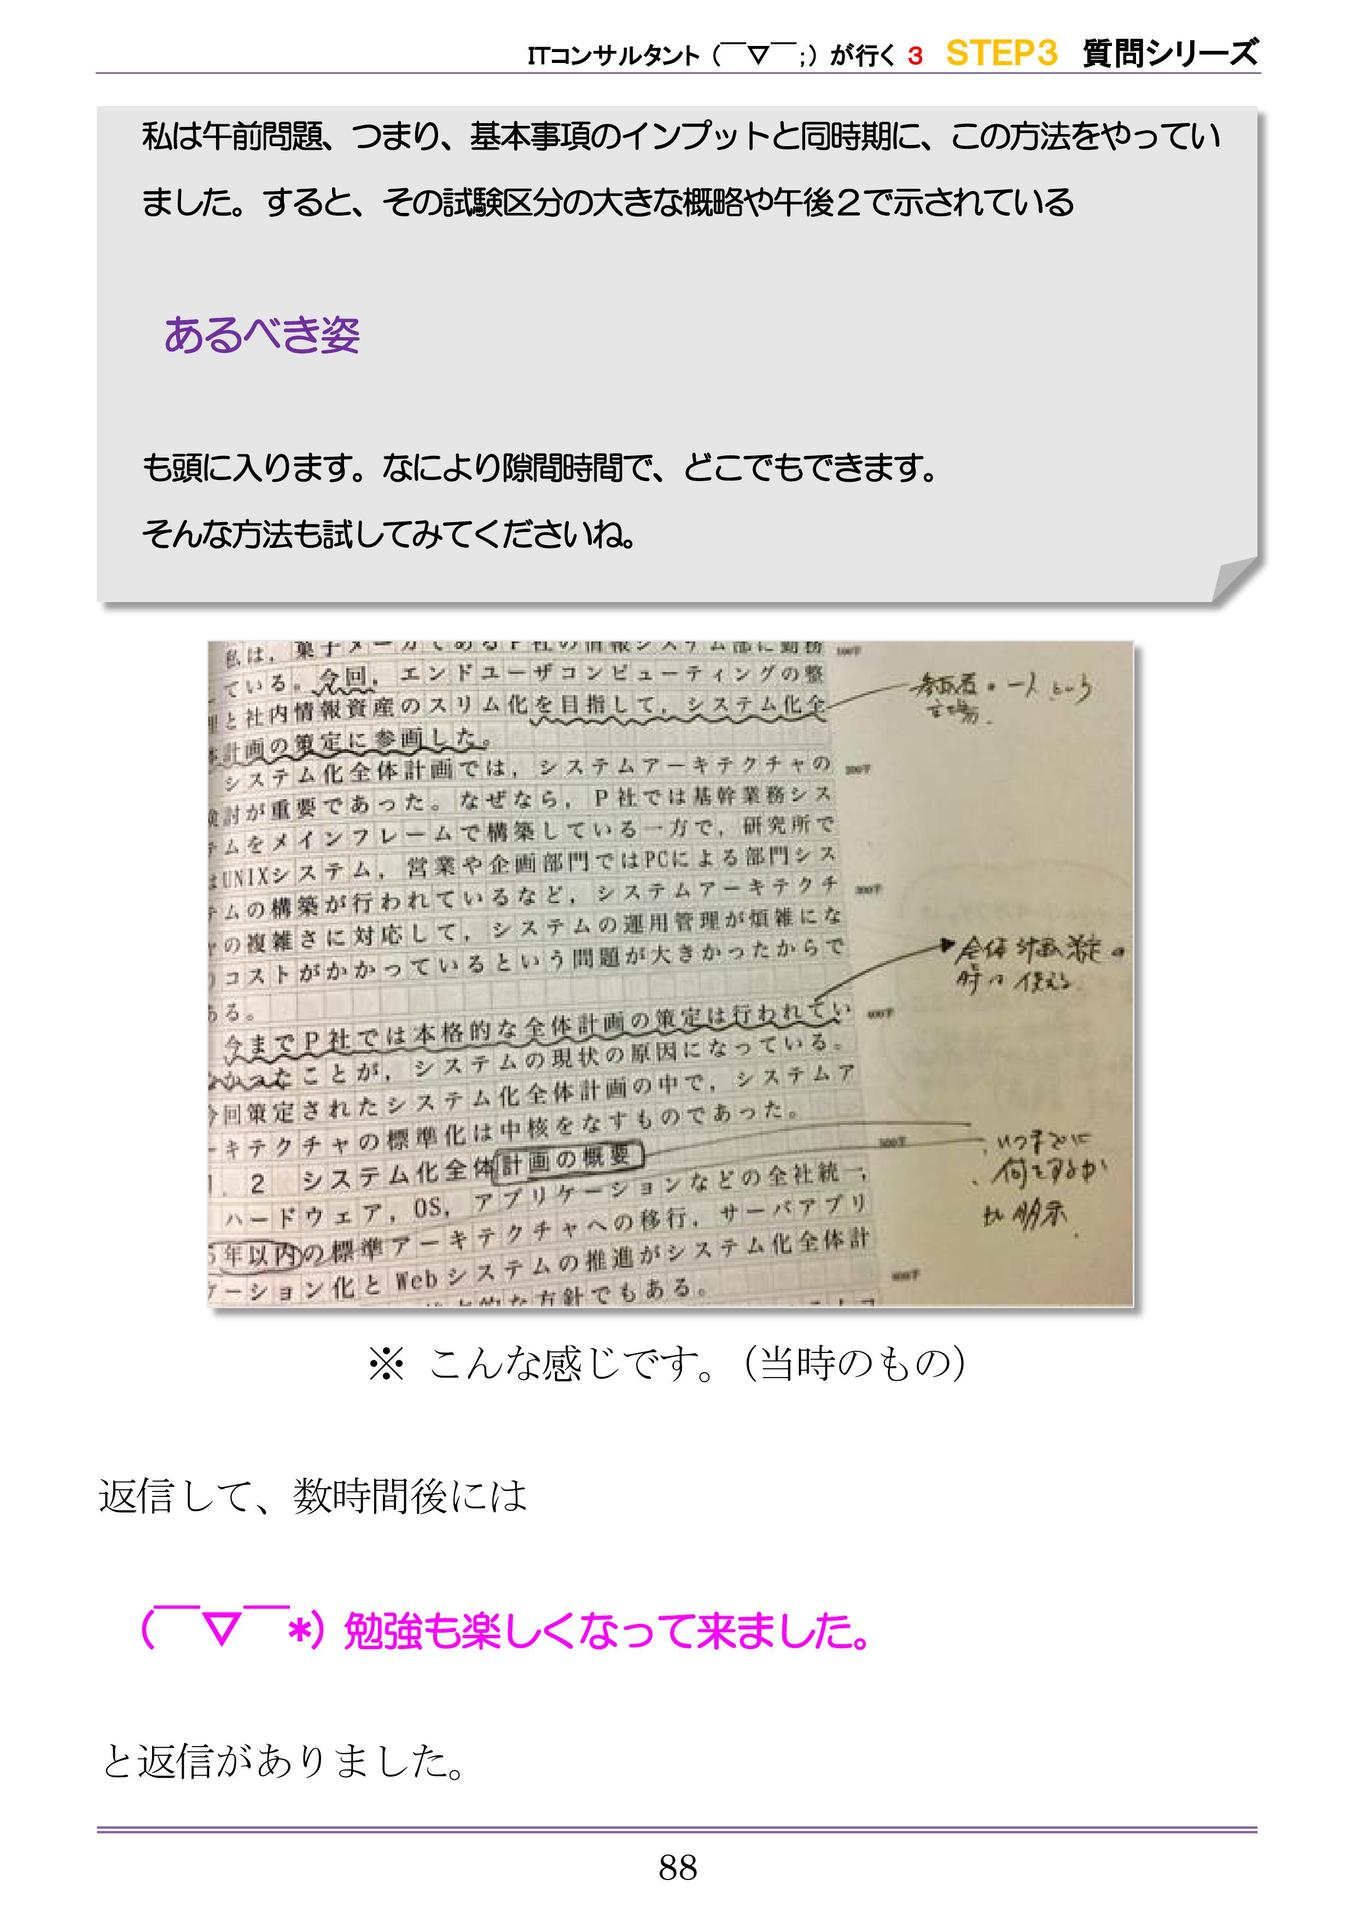 ITコンサルタント（￣▽￣;）が行く 3 STEP3 質問シリーズ
私は午前問題、つまり、基本事項のインプットと同時期に、この方法をやってい
ました。すると、その試験区分の大きな概略や午後２で示されている
あるべき姿
も頭に入ります。なにより隙間時間で、どこでもできます。
そんな方法も試してみてくださいね。
私は，菓子メーカであるＰ社の情報システム部に勤務
ている。今回，エンドユーザコンピューティングの整
理と社内情報資産のスリム化を目指して，システム化全
体計画の策定に参画した。
システム化全体計画では，システムアーキテクチャの
検討が重要であった。なぜなら，Ｐ社では基幹業務シス
テムをメインフレームで構築している一方で，研究所で
はUNIXシステム，営業や企画部門ではPCによる部門シス
テムの構築が行われているなど，システムアーキテクチ
ャの複雑さに対応して，システムの運用管理が煩雑にな
りコストがかかっているという問題が大きかったからで
ある。
今までＰ社では本格的な全体計画の策定は行われてい
なかったことが，システムの現状の原因になっている。
今回策定されたシステム化全体計画の中で，システムア
ーキテクチャの標準化は中核をなすものであった。
1．2　システム化全体計画の概要
ハードウェア，OS，アプリケーションなどの全社統一，
5年以内の標準アーキテクチャへの移行，サーバアプリ
ケーション化とWebシステムの推進がシステム化全体計
的な方針でもある。
100字
200字
300字
400字
500字
600字
一人という
全体計画策定の
時の使える
いつまでに
何をするか
も明示
※ こんな感じです。（当時のもの）
返信して、数時間後には
（￣▽￣*）勉強も楽しくなって来ました。
と返信がありました。
88